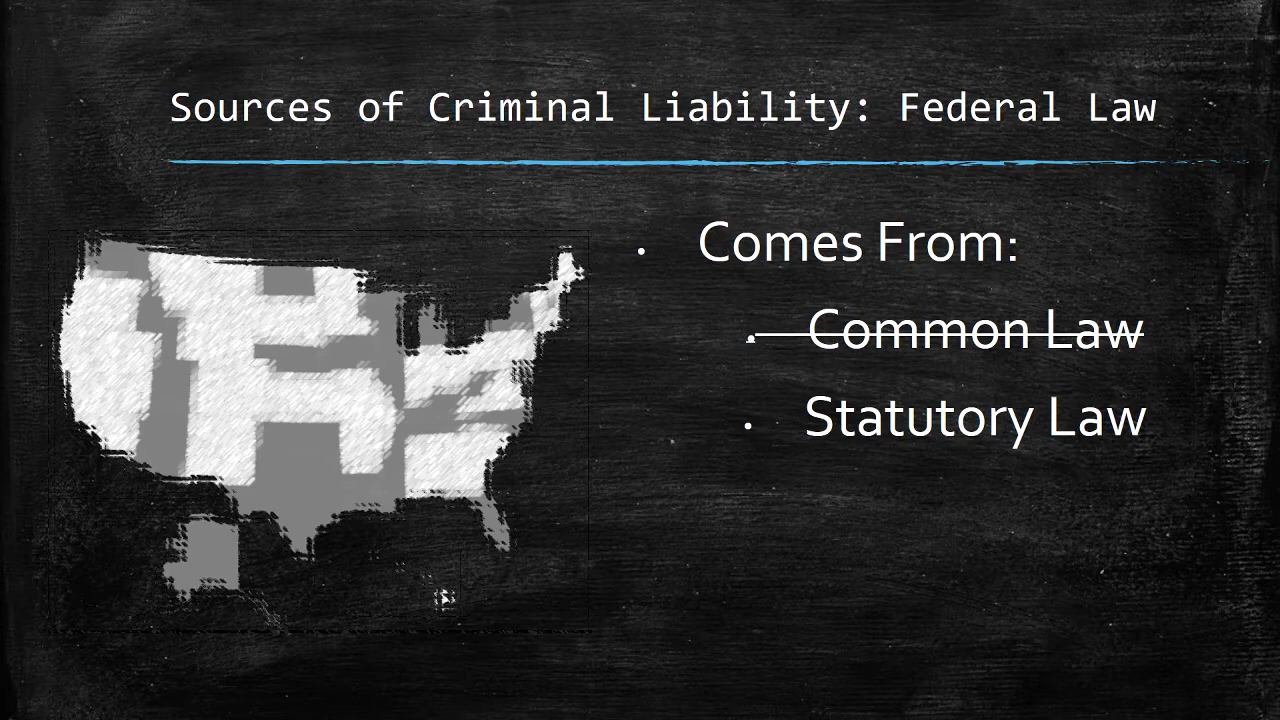 Sources of Criminal Liability: Federal Law
Comes From:
Common Law
Statutory Law